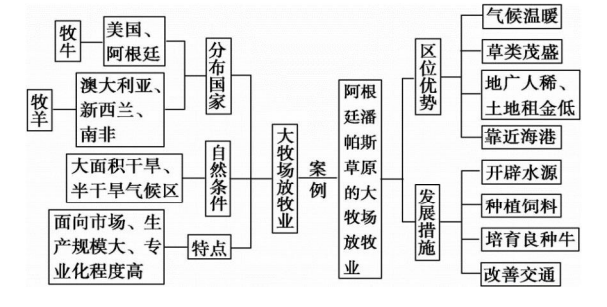 牧牛
美国、
阿根廷
牧羊
澳大利亚、
新西兰、
南非
分布国家
大面积干旱、
半干旱气候区
自然条件
面向市场、生
产规模大、专
业化程度高
特点
大牧场放牧业
案例
阿根廷潘帕斯草原的大牧场放牧业
区位优势
气候温暖
草类茂盛
地广人稀、
土地租金低
靠近海港
发展措施
开辟水源
种植饲料
培育良种牛
改善交通